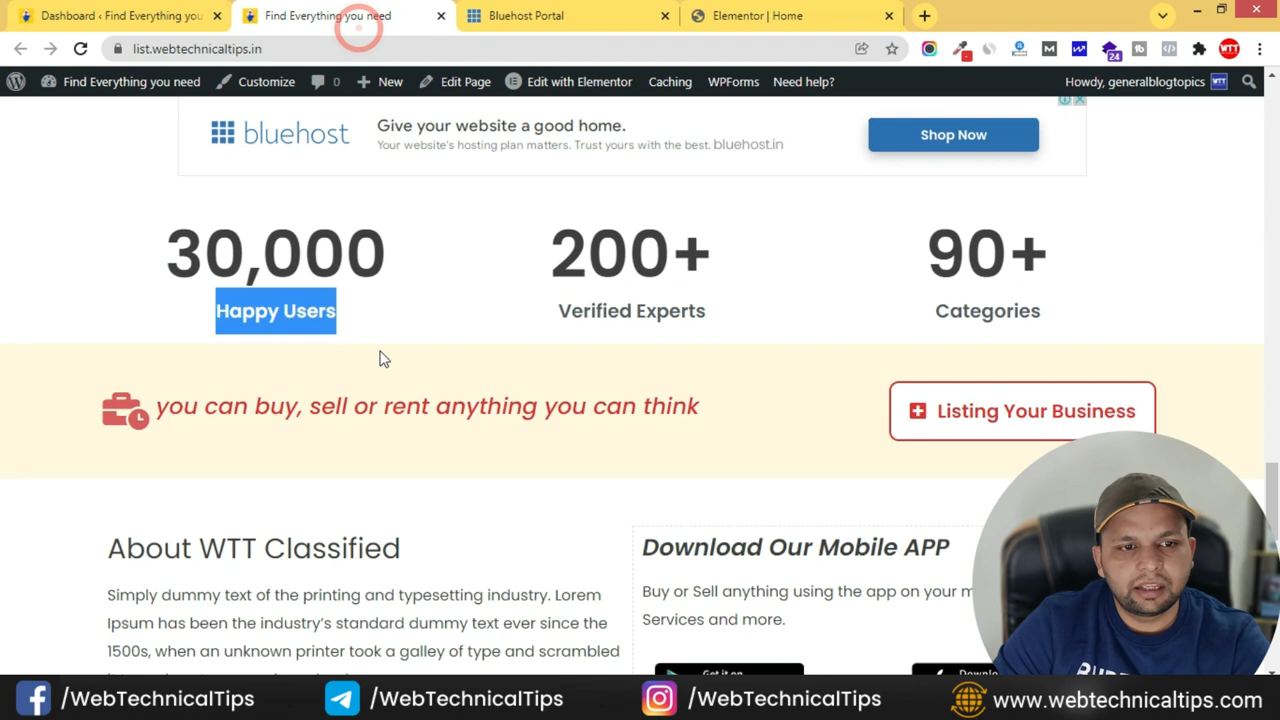 Dashboard ‹ Find Everything you
Find Everything you need
Bluehost Portal
Elementor | Home
list.webtechnicaltips.in
24
WTT
Find Everything you need
Customize
0
New
Edit Page
Edit with Elementor
Caching
WPForms
Need help?
Howdy, generalblogtopics
WTT
bluehost
Give your website a good home.
Your website's hosting plan matters. Trust yours with the best. bluehost.in
Shop Now
30,000
200+
90+
Happy Users
Verified Experts
Categories
you can buy, sell or rent anything you can think
Listing Your Business
About WTT Classified
Simply dummy text of the printing and typesetting industry. Lorem
Ipsum has been the industry's standard dummy text ever since the
1500s, when an unknown printer took a galley of type and scrambled
Download Our Mobile APP
Buy or Sell anything using the app on your m
Services and more.
Get it on
/WebTechnicalTips
/WebTechnicalTips
/WebTechnicalTips
www.webtechnicaltips.com